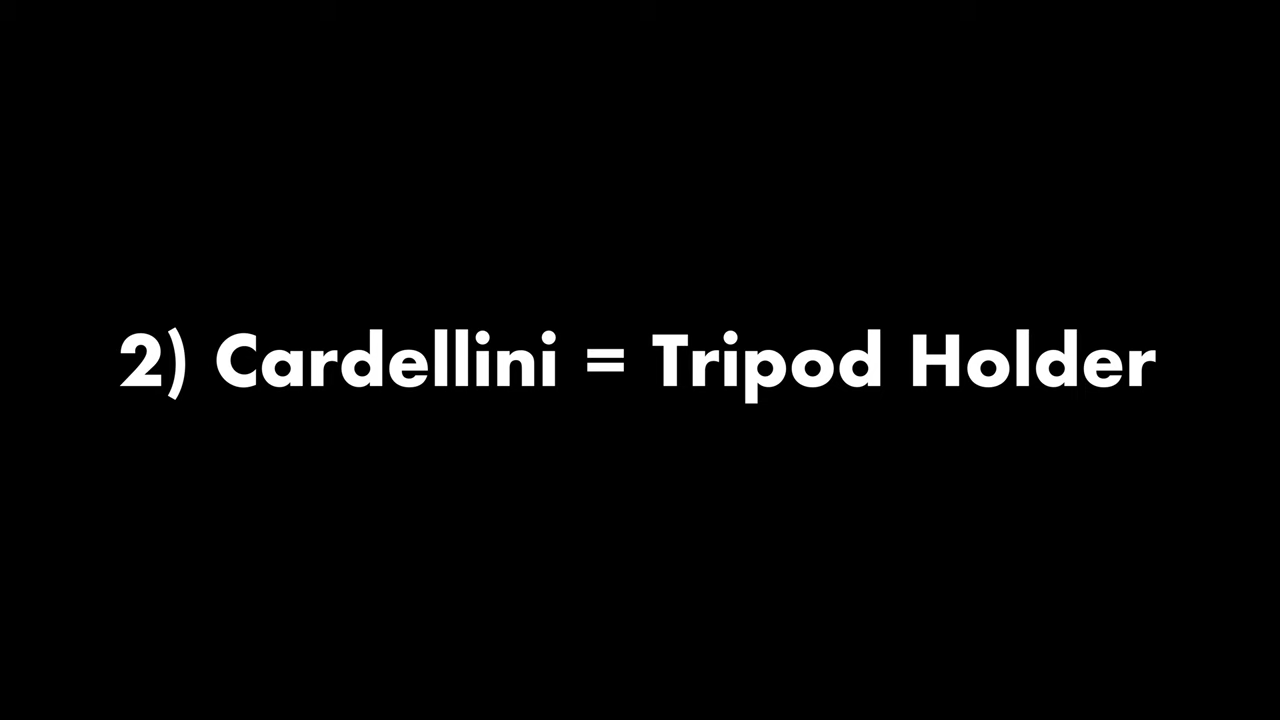 2) Cardellini = Tripod Holder